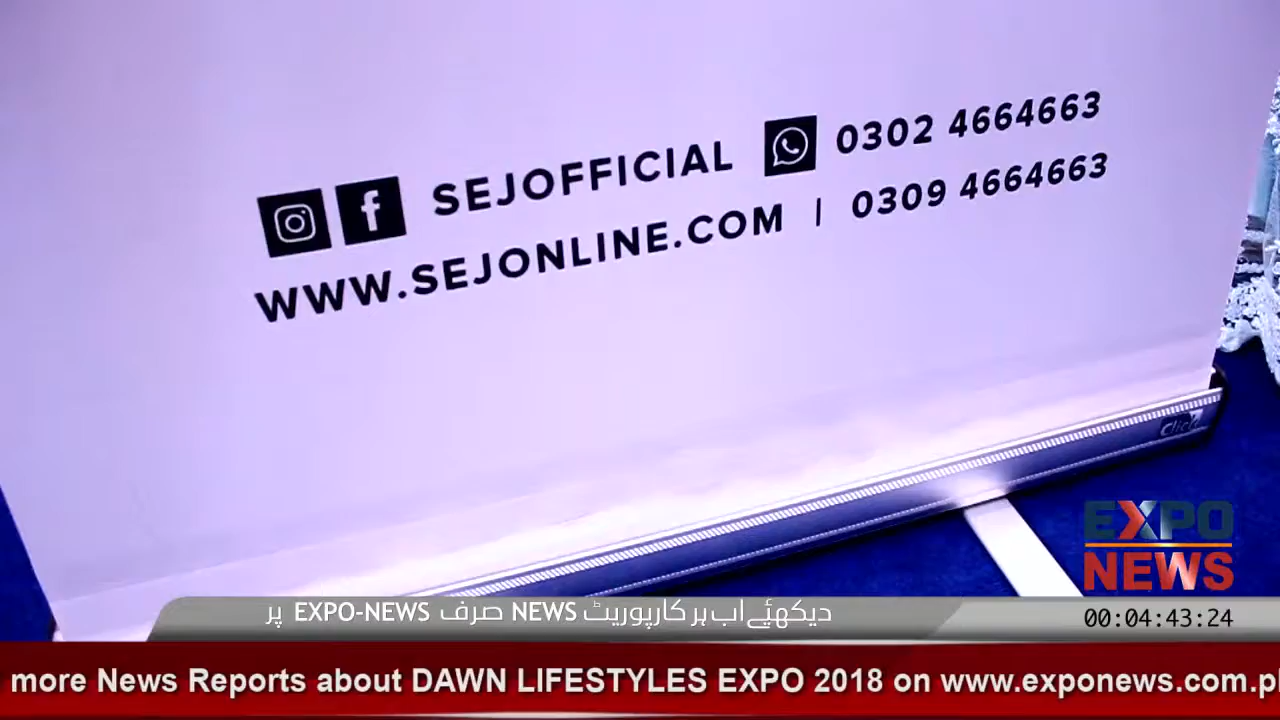 SEJOFFICIAL 0302 4664663
WWW.SEJONLINE.COM | 0309 4664663
click
EXPO
NEWS
دیکھئیے اب ہر کارپوریٹ NEWS صرف EXPO-NEWS پر
00:04:43:24
more News Reports about DAWN LIFESTYLES EXPO 2018 on www.exponews.com.pk